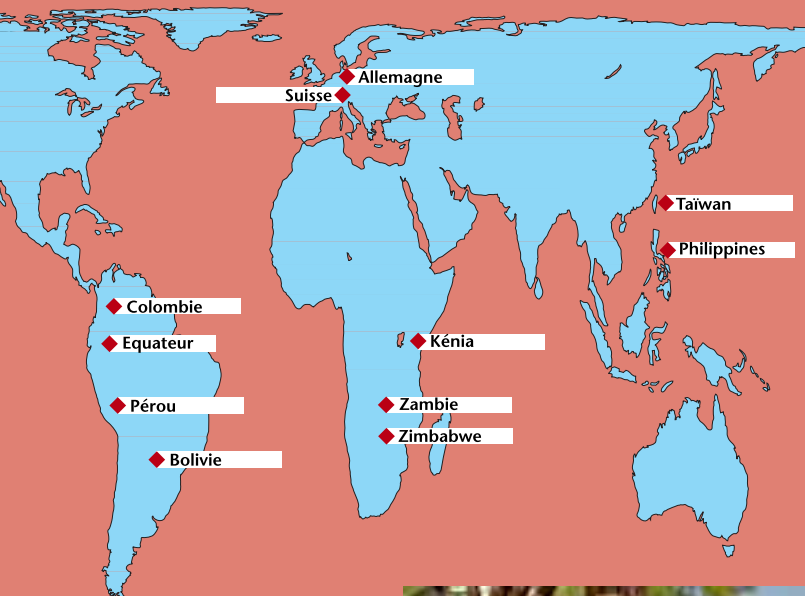 Allemagne
Suisse
Taïwan
Philippines
Colombie
Equateur
Kénia
Pérou
Zambie
Zimbabwe
Bolivie